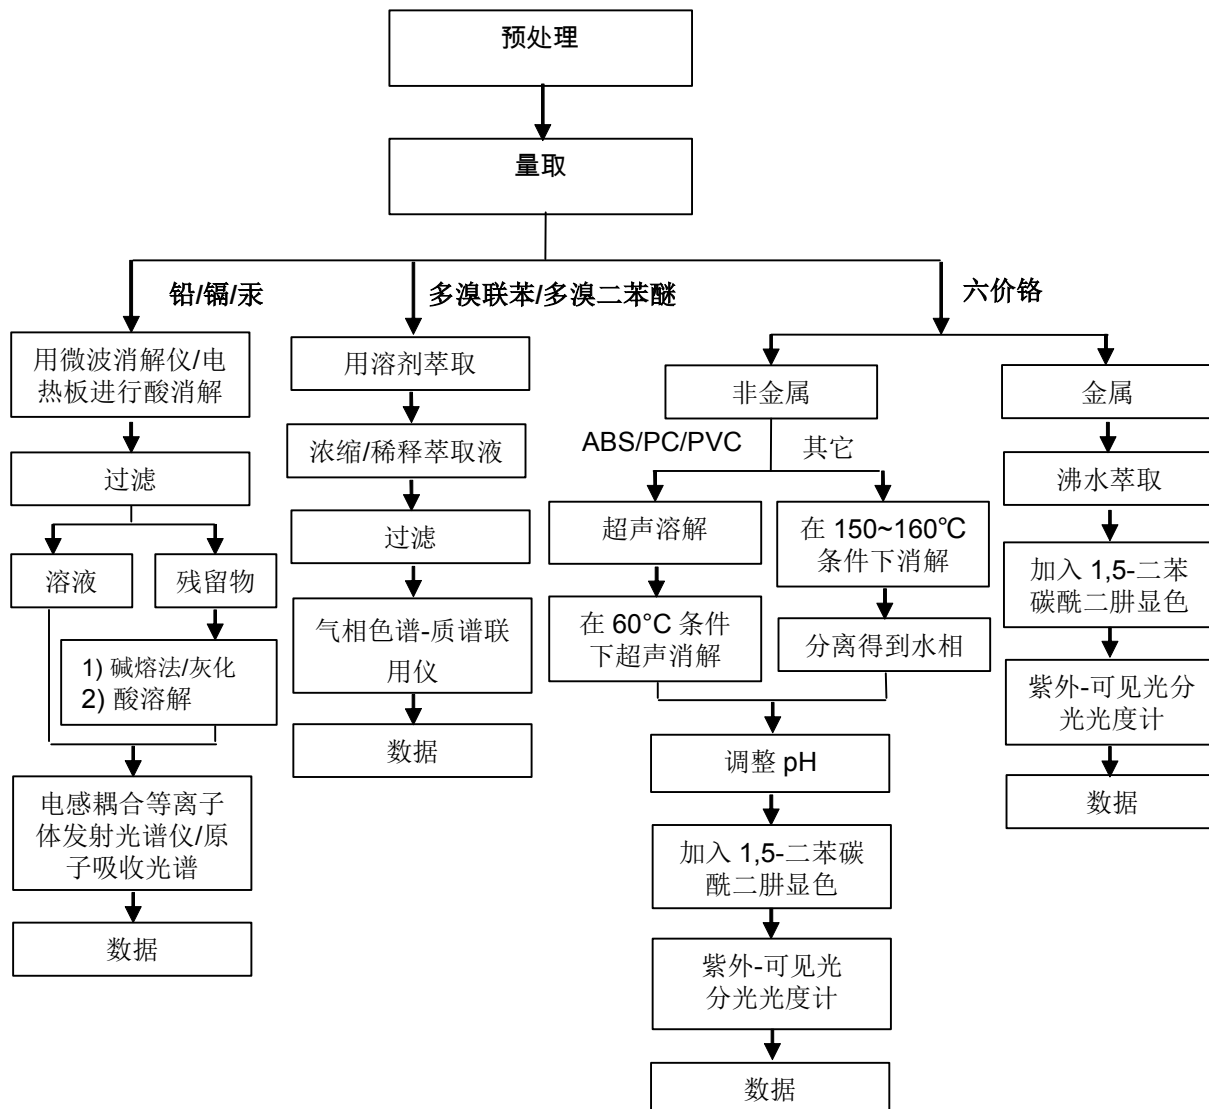 预处理
量取
铅/镉/汞
多溴联苯/多溴二苯醚
六价铬
用微波消解仪/电
热板进行酸消解
过滤
溶液
残留物
1) 碱熔法/灰化
2) 酸溶解
电感耦合等离子
体发射光谱仪/原
子吸收光谱
数据
用溶剂萃取
浓缩/稀释萃取液
过滤
气相色谱-质谱联
用仪
数据
非金属
ABS/PC/PVC
其它
超声溶解
在 60°C 条件
下超声消解
在 150~160℃
条件下消解
分离得到水相
调整 pH
加入 1,5-二苯碳
酰二肼显色
紫外-可见光
分光光度计
数据
金属
沸水萃取
加入 1,5-二苯
碳酰二肼显色
紫外-可见光分
光光度计
数据